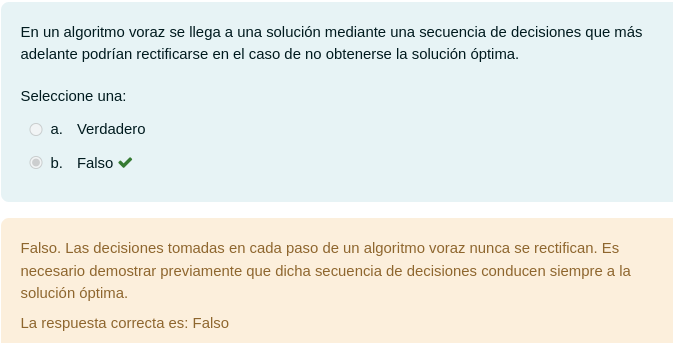 En un algoritmo voraz se llega a una solución mediante una secuencia de decisiones que más
adelante podrían rectificarse en el caso de no obtenerse la solución óptima.
Seleccione una:
a. Verdadero
b. Falso
Falso. Las decisiones tomadas en cada paso de un algoritmo voraz nunca se rectifican. Es
necesario demostrar previamente que dicha secuencia de decisiones conducen siempre a la
solución óptima.
La respuesta correcta es: Falso